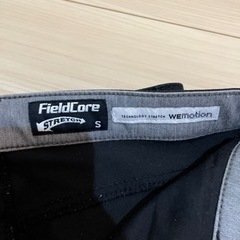 FieldCore
STRETCH
S
TECHNOLOGY STRETCH WEmotion